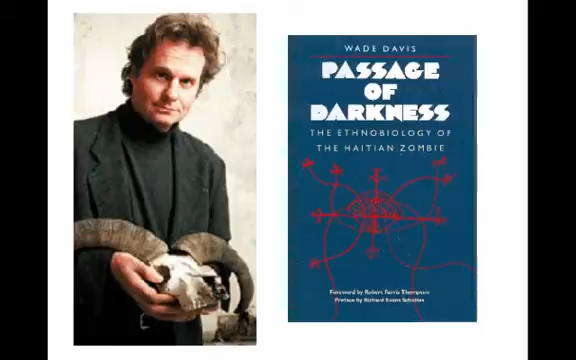 WADE DAVIS
PASSAGE
OF
DARKNESS
THE ETHNOBIOLOGY OF
THE HAITIAN ZOMBIE
Foreword by Robert Farris Thompson
Preface by Richard Evans Schultes